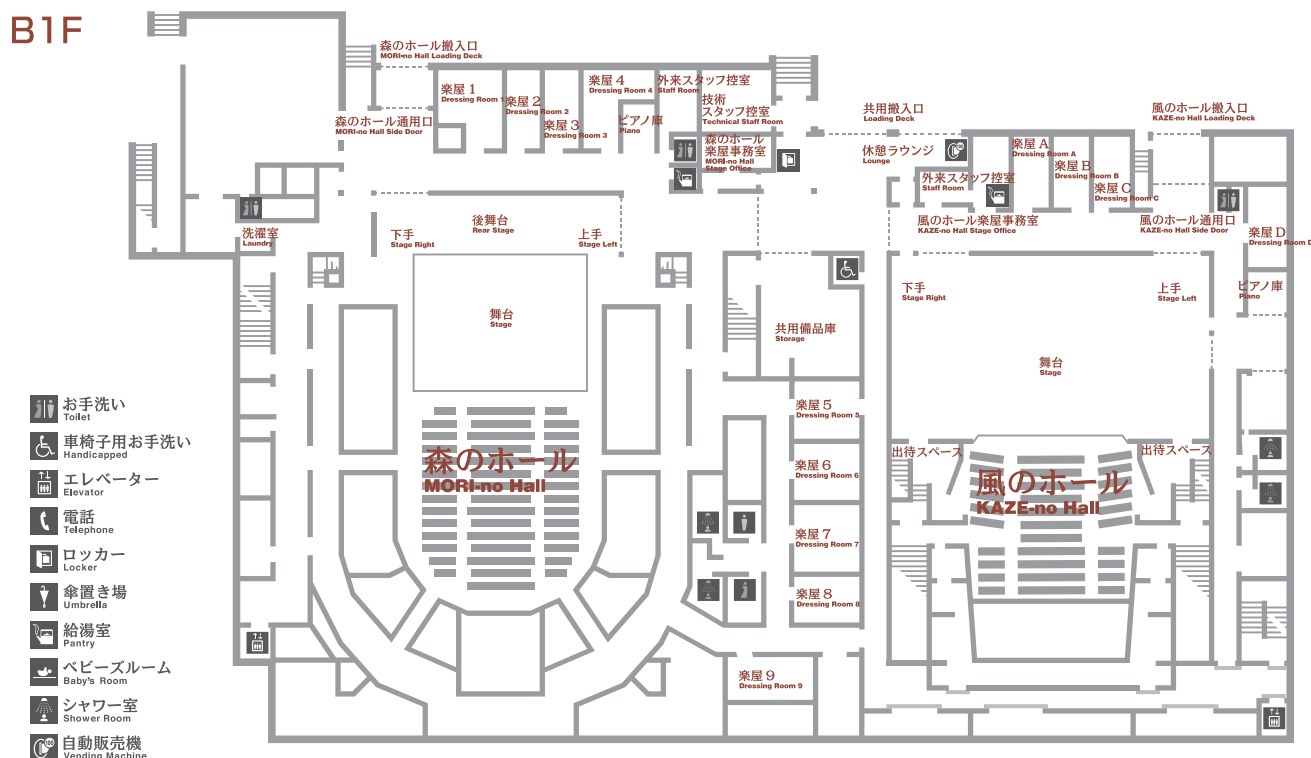 B1F
森のホール搬入口
MORI-no Hall Loading Deck
楽屋1
Dressing Room 1
楽屋2
Dressing Room 2
楽屋3
Dressing Room 3
楽屋4
Dressing Room 4
外来スタッフ控室
Staff Room
技術
スタッフ控室
Technical Staff Room
ピアノ庫
Piano
森のホール通用口
MORI-no Hall Side Door
森のホール
楽屋事務室
MORI-no Hall
Stage Office
共用搬入口
Loading Deck
風のホール搬入口
KAZE-no Hall Loading Deck
休憩ラウンジ
Lounge
楽屋A
Dressing Room A
楽屋B
Dressing Room B
楽屋C
Dressing Room C
外来スタッフ控室
Staff Room
風のホール楽屋事務室
KAZE-no Hall Stage Office
風のホール通用口
KAZE-no Hall Side Door
楽屋D
Dressing Room D
洗濯室
Laundry
下手
Stage Right
後舞台
Rear Stage
上手
Stage Left
舞台
Stage
共用備品庫
Storage
下手
Stage Right
上手
Stage Left
ピアノ庫
Piano
舞台
Stage
楽屋5
Dressing Room 5
楽屋6
Dressing Room 6
楽屋7
Dressing Room 7
楽屋8
Dressing Room 8
楽屋9
Dressing Room 9
森のホール
MORI-no Hall
出待スペース
出待スペース
風のホール
KAZE-no Hall
お手洗い
Toilet
車椅子用お手洗い
Handicapped
エレベーター
Elevator
電話
Telephone
ロッカー
Locker
傘置き場
Umbrella
給湯室
Pantry
ベビーズルーム
Baby's Room
シャワー室
Shower Room
自動販売機
Vending Machine